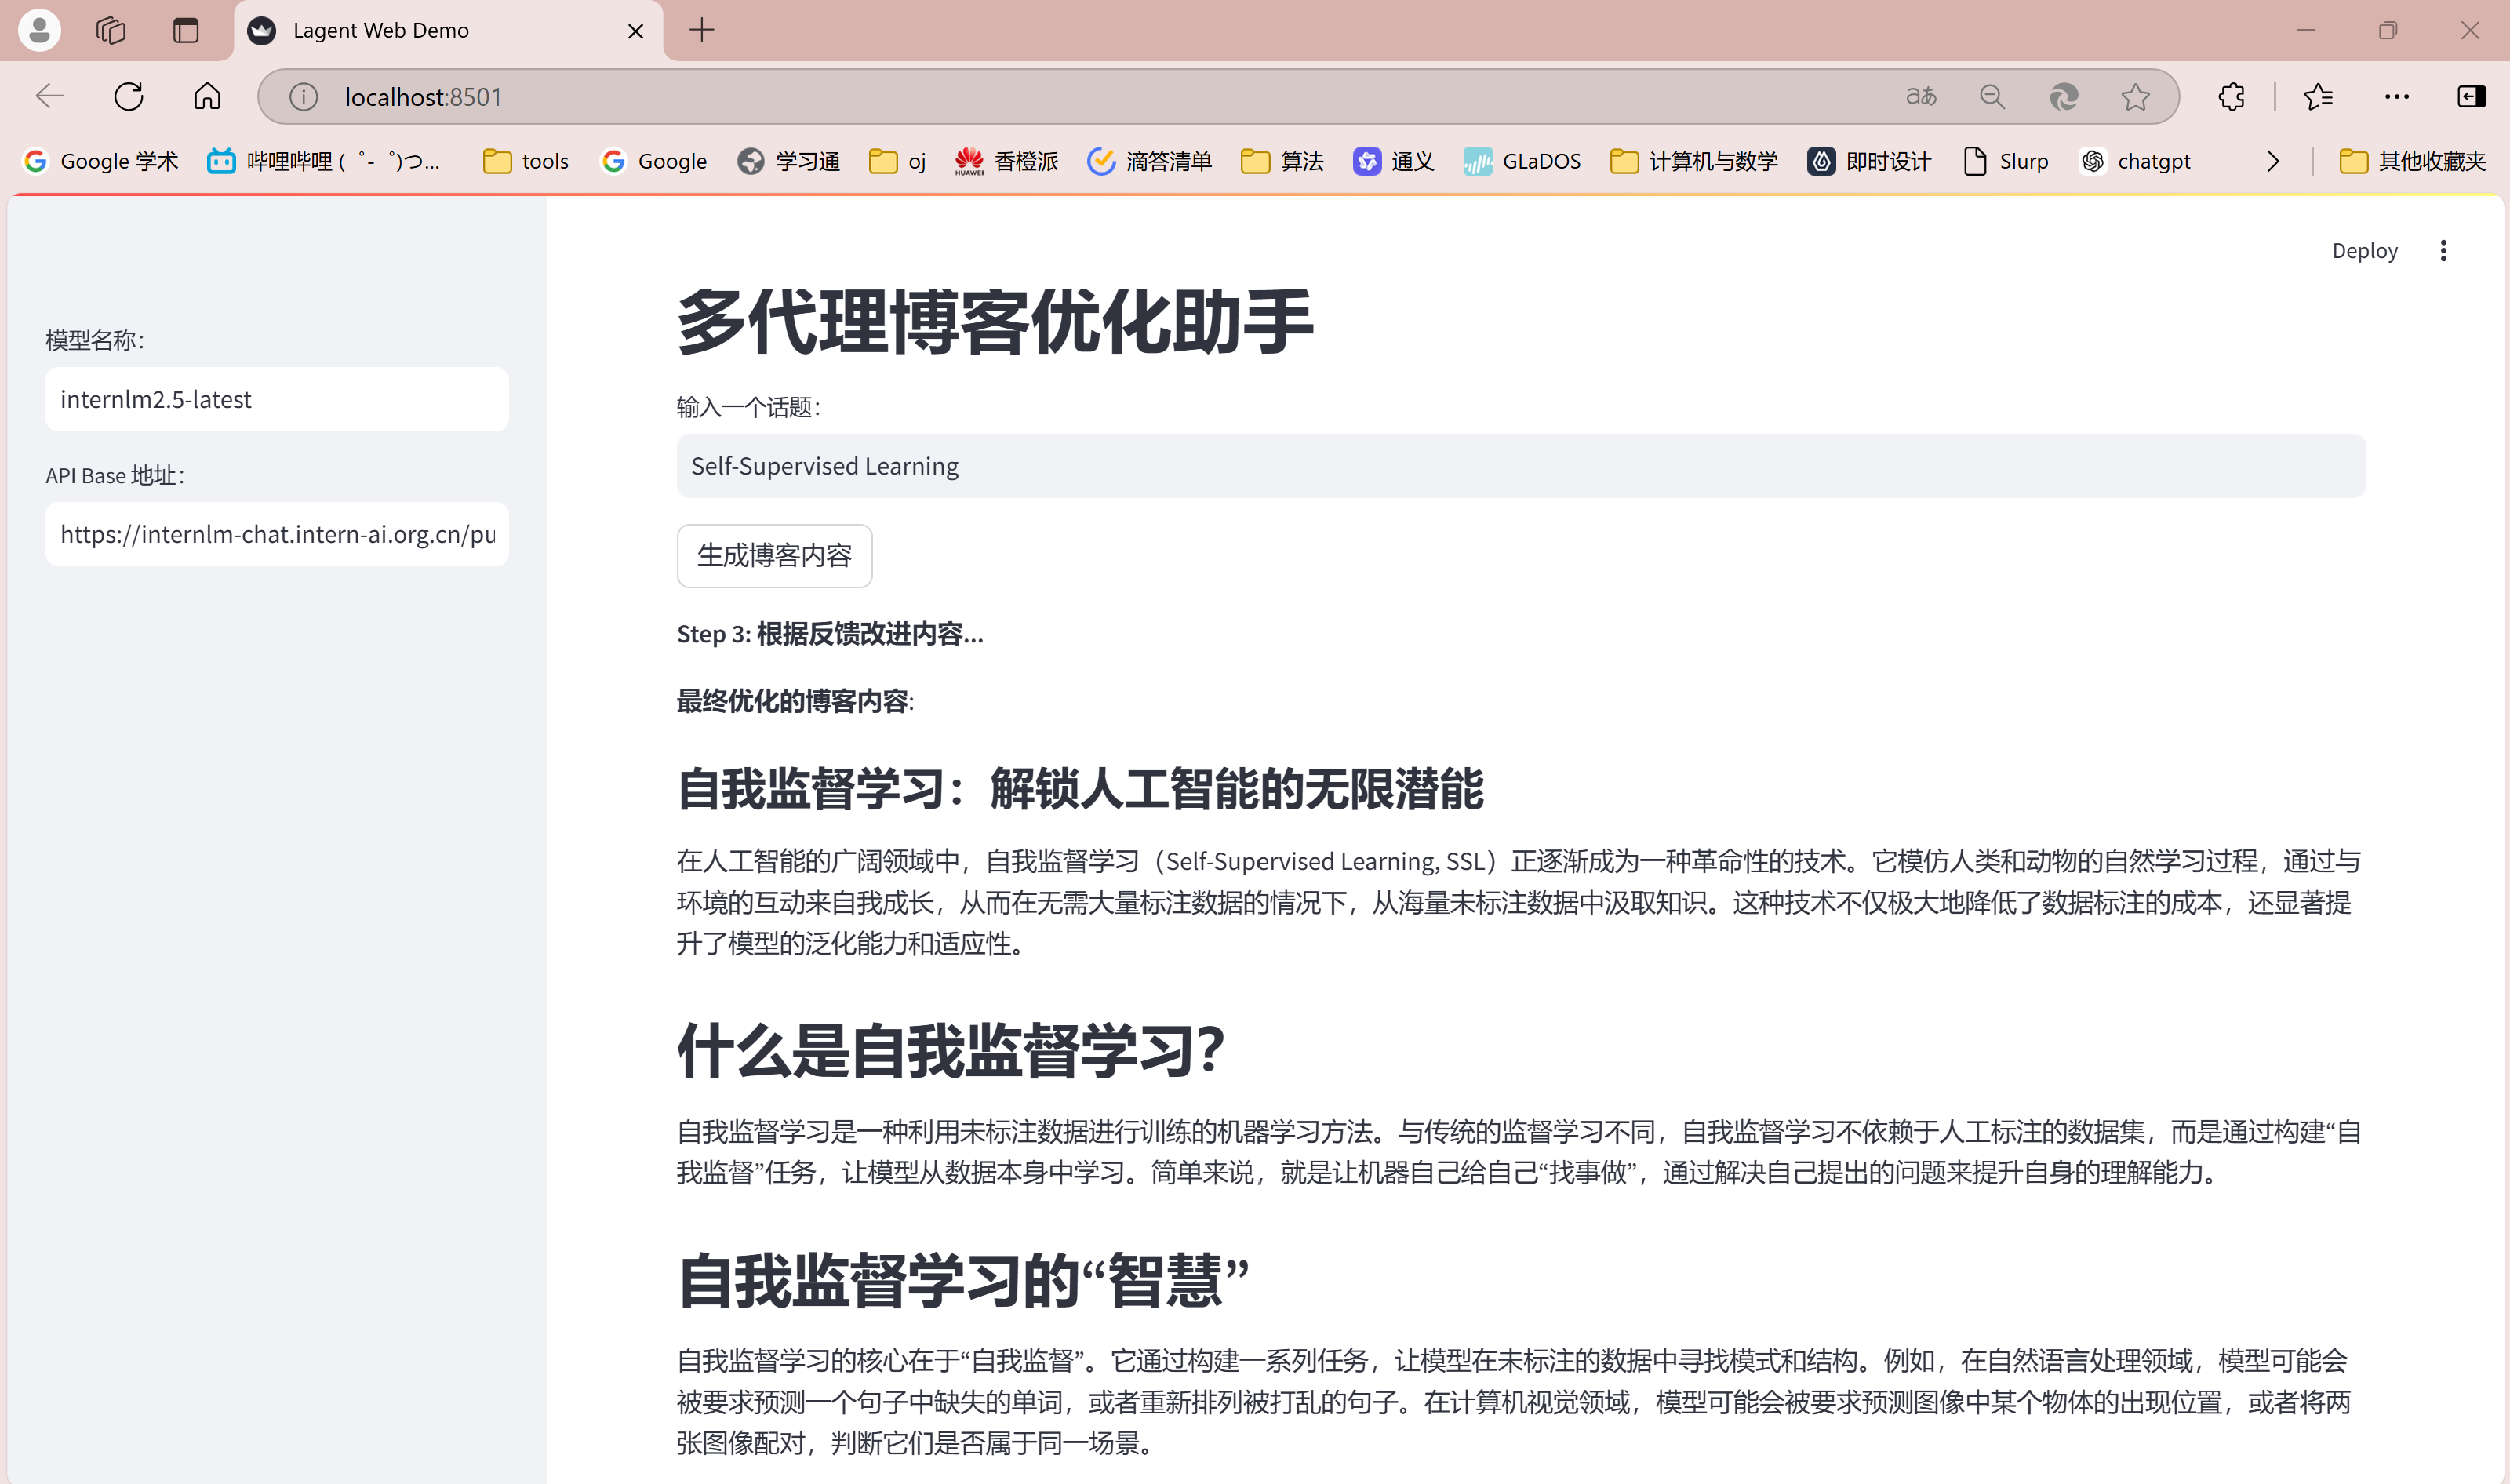 Lagent Web Demo
localhost:8501
aあ
Google 学术
哔哩哔哩 ( ゜- ゜)つ...
tools
Google
学习通
oj
HUAWEI
香橙派
滴答清单
算法
通义
GLaDOS
计算机与数学
即时设计
Slurp
chatgpt
其他收藏夹
Deploy
模型名称：
internlm2.5-latest
API Base 地址：
https://internlm-chat.intern-ai.org.cn/pu
多代理博客优化助手
输入一个话题：
Self-Supervised Learning
生成博客内容
Step 3: 根据反馈改进内容...
最终优化的博客内容:
自我监督学习：解锁人工智能的无限潜能
在人工智能的广阔领域中，自我监督学习（Self-Supervised Learning, SSL）正逐渐成为一种革命性的技术。它模仿人类和动物的自然学习过程，通过与
环境的互动来自我成长，从而在无需大量标注数据的情况下，从海量未标注数据中汲取知识。这种技术不仅极大地降低了数据标注的成本，还显著提
升了模型的泛化能力和适应性。
什么是自我监督学习？
自我监督学习是一种利用未标注数据进行训练的机器学习方法。与传统的监督学习不同，自我监督学习不依赖于人工标注的数据集，而是通过构建“自
我监督”任务，让模型从数据本身中学习。简单来说，就是让机器自己给自己“找事做”，通过解决自己提出的问题来提升自身的理解能力。
自我监督学习的“智慧”
自我监督学习的核心在于“自我监督”。它通过构建一系列任务，让模型在未标注的数据中寻找模式和结构。例如，在自然语言处理领域，模型可能会
被要求预测一个句子中缺失的单词，或者重新排列被打乱的句子。在计算机视觉领域，模型可能会被要求预测图像中某个物体的出现位置，或者将两
张图像配对，判断它们是否属于同一场景。